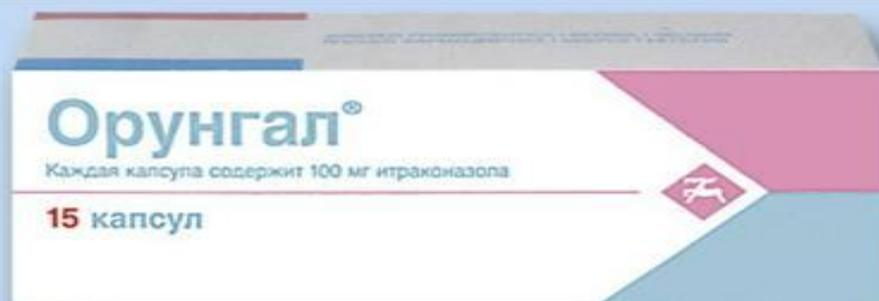 Орунгал®
Каждая капсула содержит 100 мг итраконазола
15 капсул